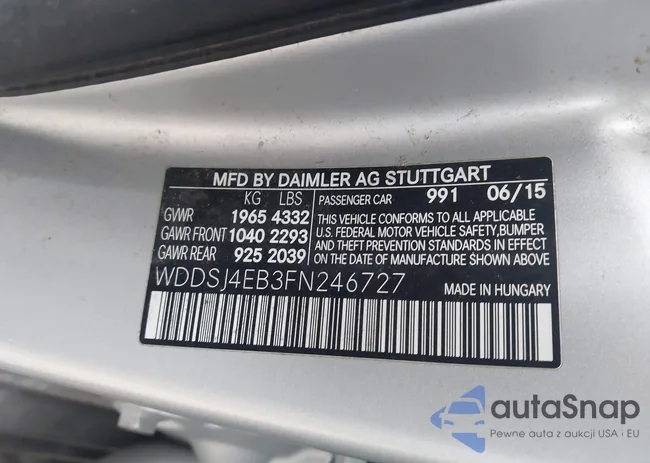 MFD BY DAIMLER AG STUTTGART
KG LBS PASSENGER CAR 991 06/15
GVWR 1965 4332
GAWR FRONT 1040 2293
GAWR REAR 925 2039
THIS VEHICLE CONFORMS TO ALL APPLICABLE
U.S. FEDERAL MOTOR VEHICLE SAFETY,BUMPER
AND THEFT PREVENTION STANDARDS IN EFFECT
ON THE DATE OF MANUFACTURE SHOWN ABOVE.
WDDSJ4EB3FN246727 MADE IN HUNGARY
autaSnap
Pewne auta z aukcji USA i EU